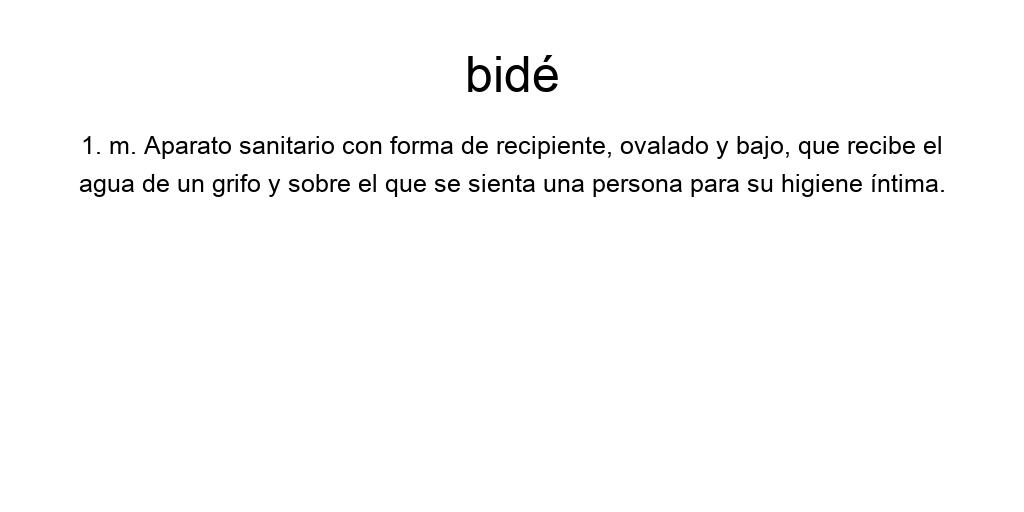 bidé
1. m. Aparato sanitario con forma de recipiente, ovalado y bajo, que recibe el
agua de un grifo y sobre el que se sienta una persona para su higiene íntima.